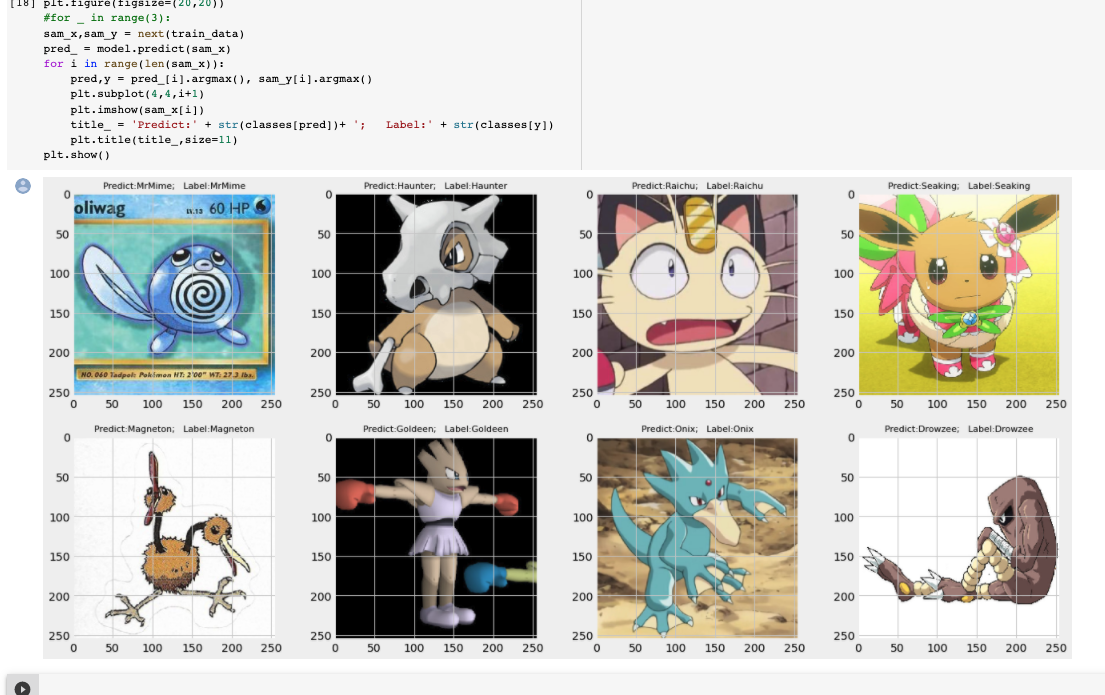 [18] plt.figure(figsize=(20,20))
#for _ in range(3):
sam_x,sam_y = next(train_data)
pred_ = model.predict(sam_x)
for i in range(len(sam_x)):
pred,y = pred_[i].argmax(), sam_y[i].argmax()
plt.subplot(4,4,i+1)
plt.imshow(sam_x[i])
title_ = 'Predict:' + str(classes[pred])+ ';   Label:' + str(classes[y])
plt.title(title_,size=11)
plt.show()
Predict:MrMime;   Label:MrMime
0
50
100
150
200
250
0 50 100 150 200 250
oliwag LV.13 60 HP
NO. 060 Tadpole Pokémon HT: 2'00" WT: 27.3 lbs.
Predict:Haunter;   Label:Haunter
0
50
100
150
200
250
0 50 100 150 200 250
Predict:Raichu;   Label:Raichu
0
50
100
150
200
250
0 50 100 150 200 250
Predict:Seaking;   Label:Seaking
0
50
100
150
200
250
0 50 100 150 200 250
Predict:Magneton;   Label:Magneton
0
50
100
150
200
250
0 50 100 150 200 250
Predict:Goldeen;   Label:Goldeen
0
50
100
150
200
250
0 50 100 150 200 250
Predict:Onix;   Label:Onix
0
50
100
150
200
250
0 50 100 150 200 250
Predict:Drowzee;   Label:Drowzee
0
50
100
150
200
250
0 50 100 150 200 250